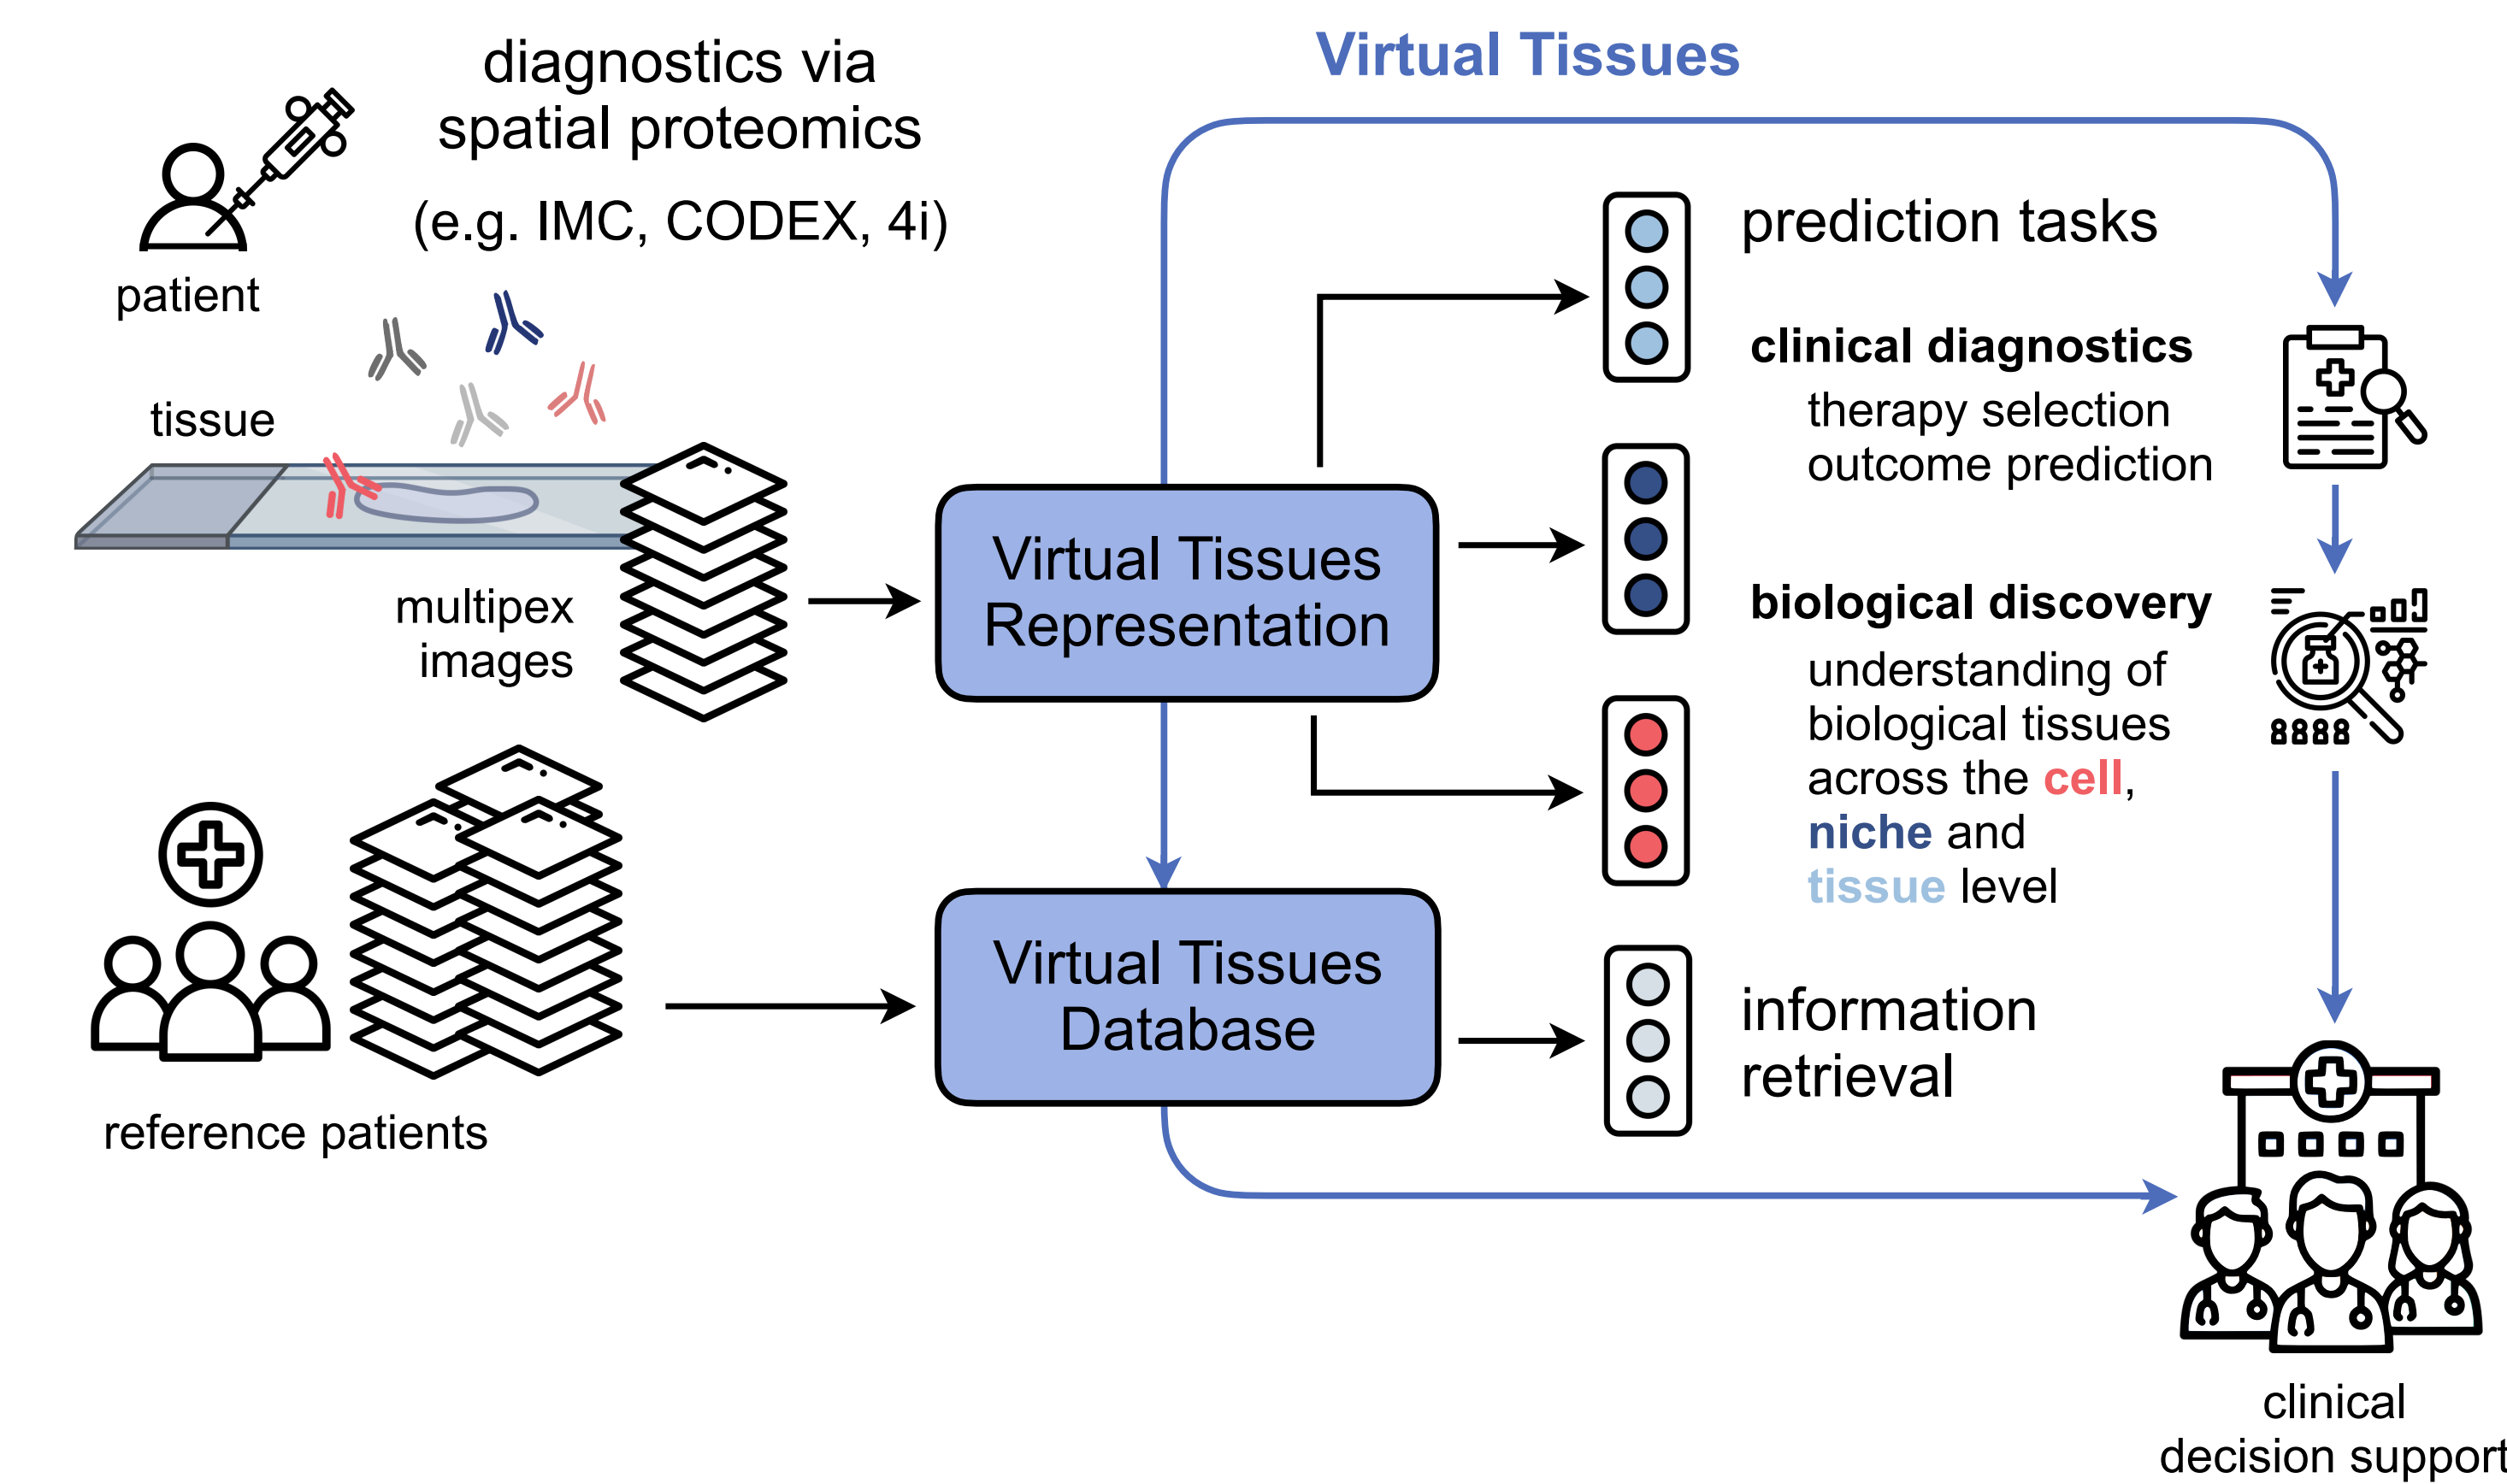 diagnostics via
spatial proteomics
(e.g. IMC, CODEX, 4i)
patient
tissue
multipex
images
reference patients
Virtual Tissues
Virtual Tissues
Representation
Virtual Tissues
Database
prediction tasks
clinical diagnostics
therapy selection
outcome prediction
biological discovery
understanding of
biological tissues
across the cell,
niche and
tissue level
information
retrieval
clinical
decision support